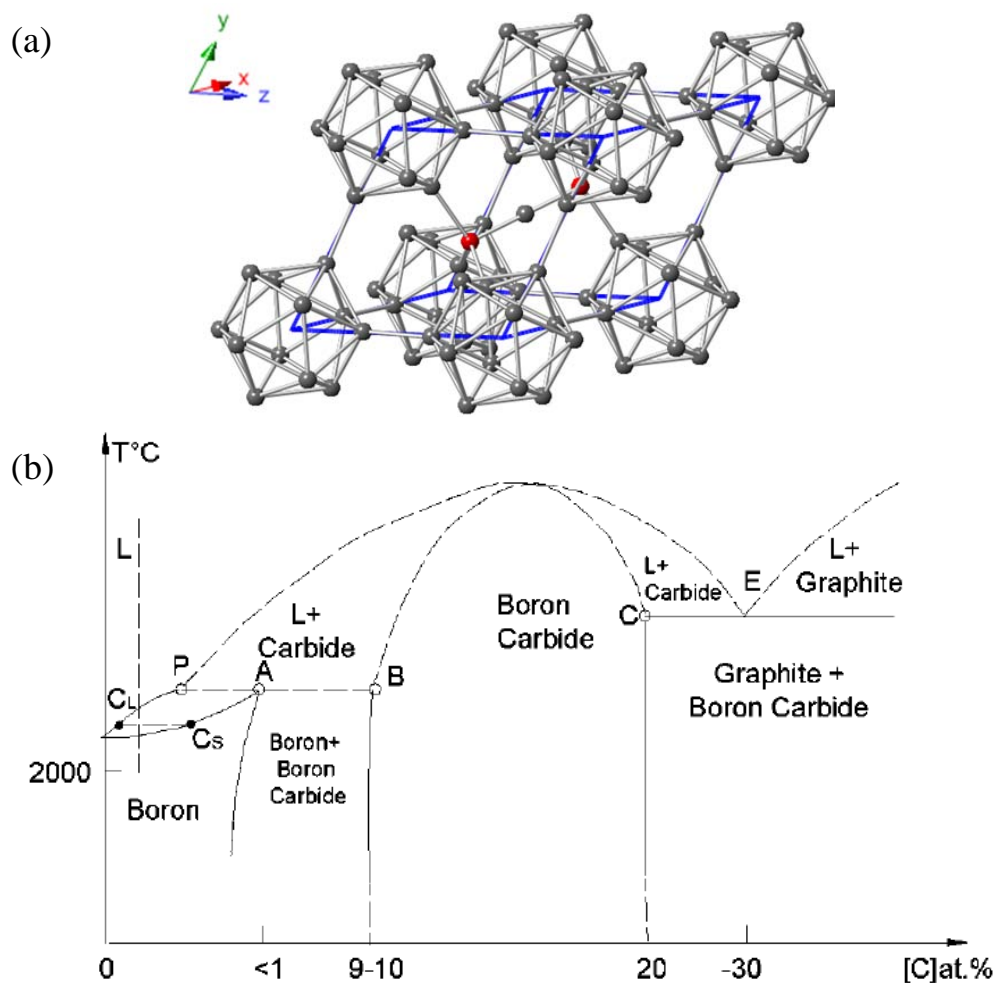 (a)
y
x
z
(b)
T°C
L
L+
Carbide
P
A
B
C
E
L+
Carbide
L+
Graphite
Boron
Carbide
Graphite +
Boron Carbide
CL
CS
Boron+
Boron
Carbide
2000
Boron
0
<1
9-10
20
-30
[C]at.%